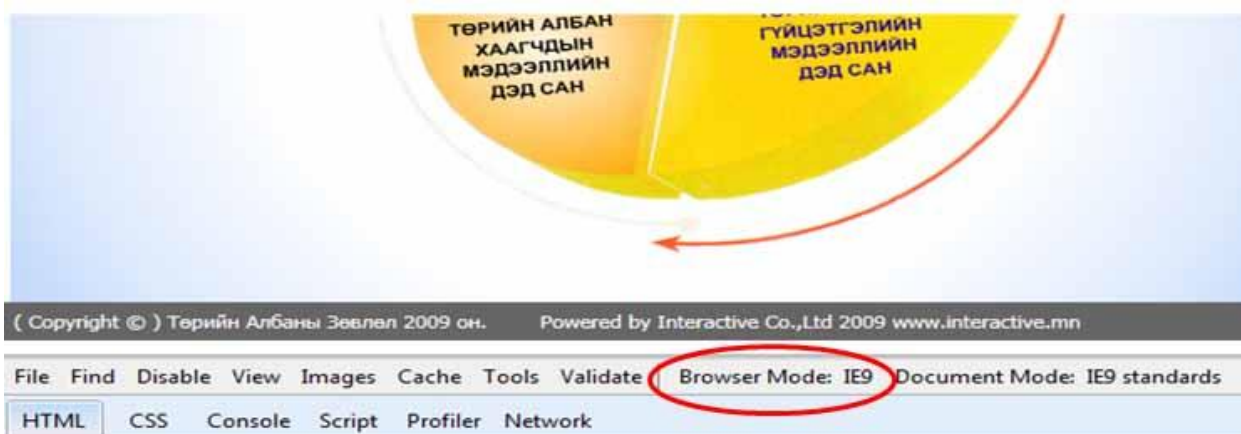 ТӨРИЙН АЛБАН
ХААГЧДЫН
МЭДЭЭЛЛИЙН
ДЭД САН
ГҮЙЦЭТГЭЛИЙН
МЭДЭЭЛЛИЙН
ДЭД САН
( Copyright © ) Төрийн Албаны Зөвлөл 2009 он. Powered by Interactive Co.,Ltd 2009 www.interactive.mn
File Find Disable View Images Cache Tools Validate Browser Mode: IE9 Document Mode: IE9 standards
HTML CSS Console Script Profiler Network